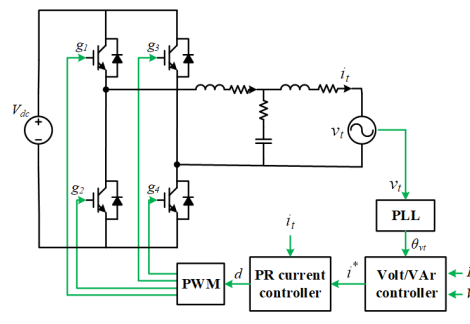 g1
g3
it
Vdc
vt
g2
g4
vt
PLL
it
θvt
PWM
d
PR current
controller
i*
Volt/VAr
controller